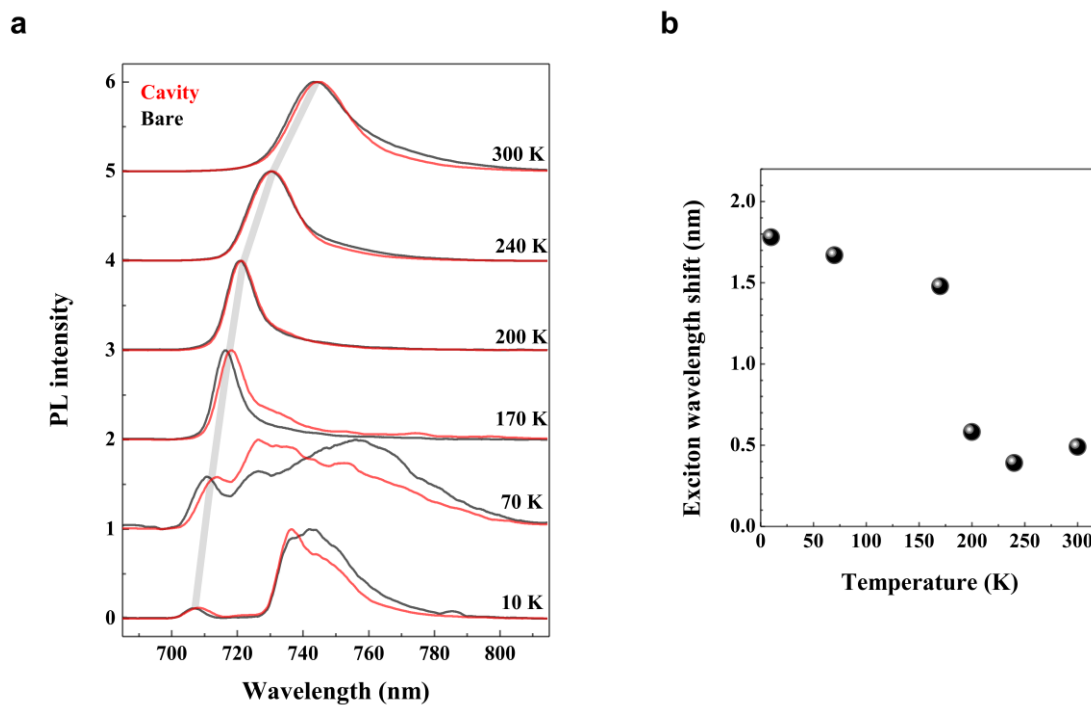 a
Cavity
Bare
6
5
4
3
2
1
0
300 K
240 K
200 K
170 K
70 K
10 K
PL intensity
700 720 740 760 780 800
Wavelength (nm)
b
2.0
1.5
1.0
0.5
0.0
Exciton wavelength shift (nm)
0 50 100 150 200 250 300
Temperature (K)